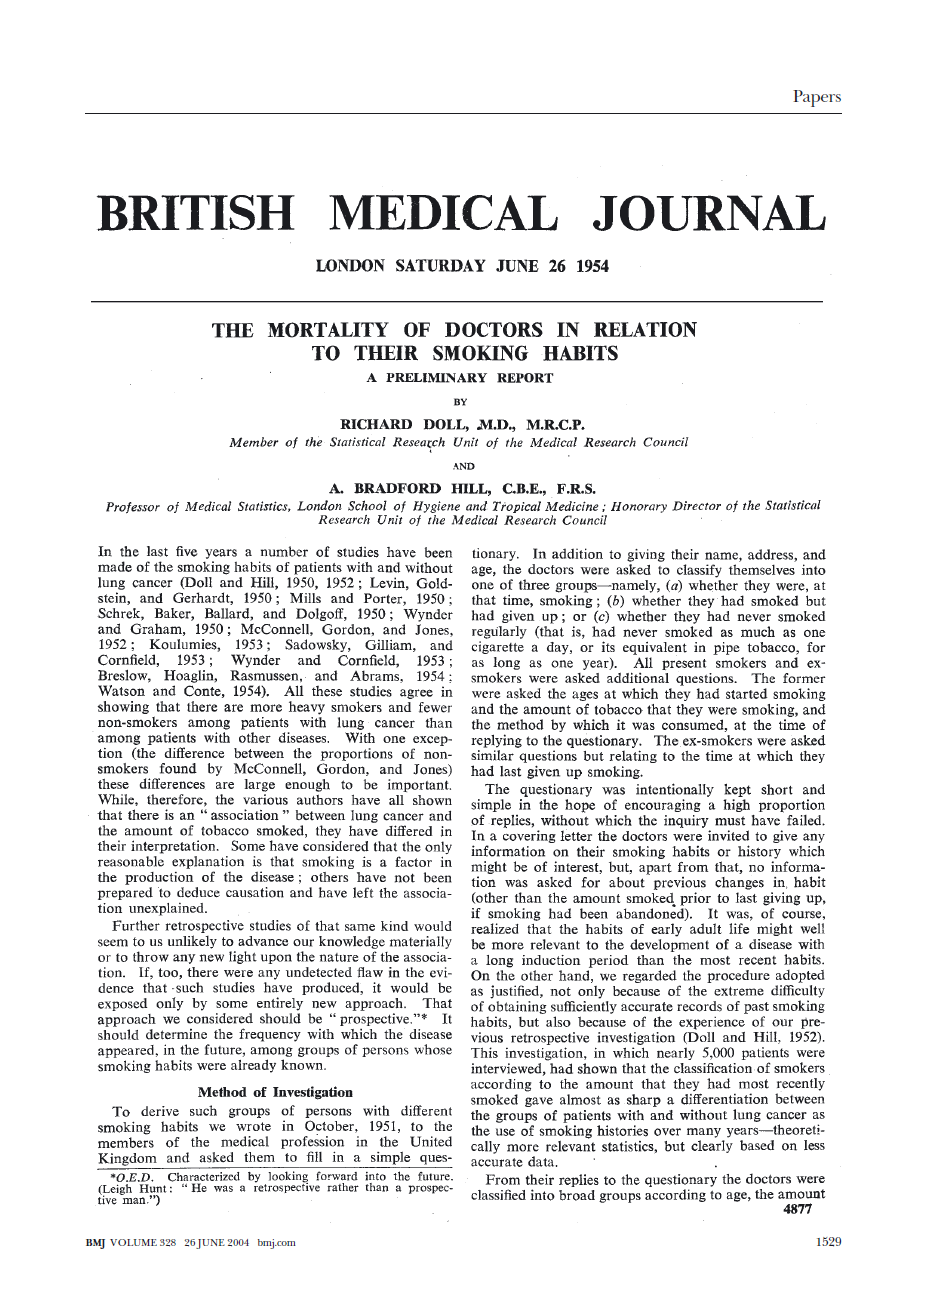 Papers
BRITISH MEDICAL JOURNAL
LONDON SATURDAY JUNE 26 1954
THE MORTALITY OF DOCTORS IN RELATION
TO THEIR SMOKING HABITS
A PRELIMINARY REPORT
BY
RICHARD DOLL, M.D., M.R.C.P.
Member of the Statistical Research Unit of the Medical Research Council
AND
A. BRADFORD HILL, C.B.E., F.R.S.
Professor of Medical Statistics, London School of Hygiene and Tropical Medicine; Honorary Director of the Statistical
Research Unit of the Medical Research Council
In the last five years a number of studies have been
made of the smoking habits of patients with and without
lung cancer (Doll and Hill, 1950, 1952; Levin, Gold-
stein, and Gerhardt, 1950; Mills and Porter, 1950;
Schrek, Baker, Ballard, and Dolgoff, 1950; Wynder
and Graham, 1950; McConnell, Gordon, and Jones,
1952; Koulumies, 1953; Sadowsky, Gilliam, and
Cornfield, 1953; Wynder and Cornfield, 1953;
Breslow, Hoaglin, Rasmussen, and Abrams, 1954;
Watson and Conte, 1954). All these studies agree in
showing that there are more heavy smokers and fewer
non-smokers among patients with lung cancer than
among patients with other diseases. With one excep-
tion (the difference between the proportions of non-
smokers found by McConnell, Gordon, and Jones)
these differences are large enough to be important.
While, therefore, the various authors have all shown
that there is an "association" between lung cancer and
the amount of tobacco smoked, they have differed in
their interpretation. Some have considered that the only
reasonable explanation is that smoking is a factor in
the production of the disease; others have not been
prepared to deduce causation and have left the associa-
tion unexplained.
Further retrospective studies of that same kind would
seem to us unlikely to advance our knowledge materially
or to throw any new light upon the nature of the associa-
tion. If, too, there were any undetected flaw in the evi-
dence that such studies have produced, it would be
exposed only by some entirely new approach. That
approach we considered should be "prospective."* It
should determine the frequency with which the disease
appeared, in the future, among groups of persons whose
smoking habits were already known.
Method of Investigation
To derive such groups of persons with different
smoking habits we wrote in October, 1951, to the
members of the medical profession in the United
Kingdom and asked them to fill in a simple ques-
*O.E.D. Characterized by looking forward into the future.
(Leigh Hunt: "He was a retrospective rather than a prospec-
tive man.")
tionary. In addition to giving their name, address, and
age, the doctors were asked to classify themselves into
one of three groups—namely, (a) whether they were, at
that time, smoking; (b) whether they had smoked but
had given up; or (c) whether they had never smoked
regularly (that is, had never smoked as much as one
cigarette a day, or its equivalent in pipe tobacco, for
as long as one year). All present smokers and ex-
smokers were asked additional questions. The former
were asked the ages at which they had started smoking
and the amount of tobacco that they were smoking, and
the method by which it was consumed, at the time of
replying to the questionary. The ex-smokers were asked
similar questions but relating to the time at which they
had last given up smoking.
The questionary was intentionally kept short and
simple in the hope of encouraging a high proportion
of replies, without which the inquiry must have failed.
In a covering letter the doctors were invited to give any
information on their smoking habits or history which
might be of interest, but, apart from that, no informa-
tion was asked for about previous changes in habit
(other than the amount smoked prior to last giving up,
if smoking had been abandoned). It was, of course,
realized that the habits of early adult life might well
be more relevant to the development of a disease with
a long induction period than the most recent habits.
On the other hand, we regarded the procedure adopted
as justified, not only because of the extreme difficulty
of obtaining sufficiently accurate records of past smoking
habits, but also because of the experience of our pre-
vious retrospective investigation (Doll and Hill, 1952).
This investigation, in which nearly 5,000 patients were
interviewed, had shown that the classification of smokers
according to the amount that they had most recently
smoked gave almost as sharp a differentiation between
the groups of patients with and without lung cancer as
the use of smoking histories over many years—theoreti-
cally more relevant statistics, but clearly based on less
accurate data.
From their replies to the questionary the doctors were
classified into broad groups according to age, the amount
4877
BMJ VOLUME 328 26 JUNE 2004 bmj.com
1529